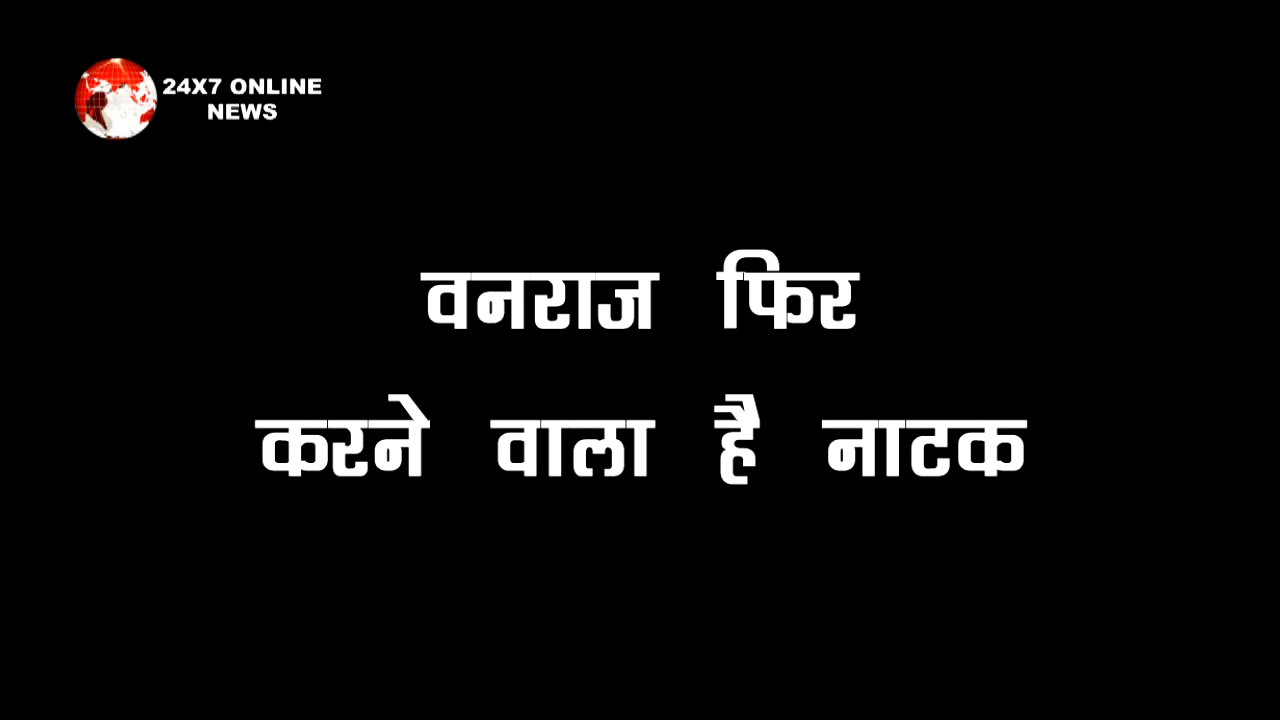 24X7 ONLINE
NEWS
वनराज फिर
करने वाला है नाटक